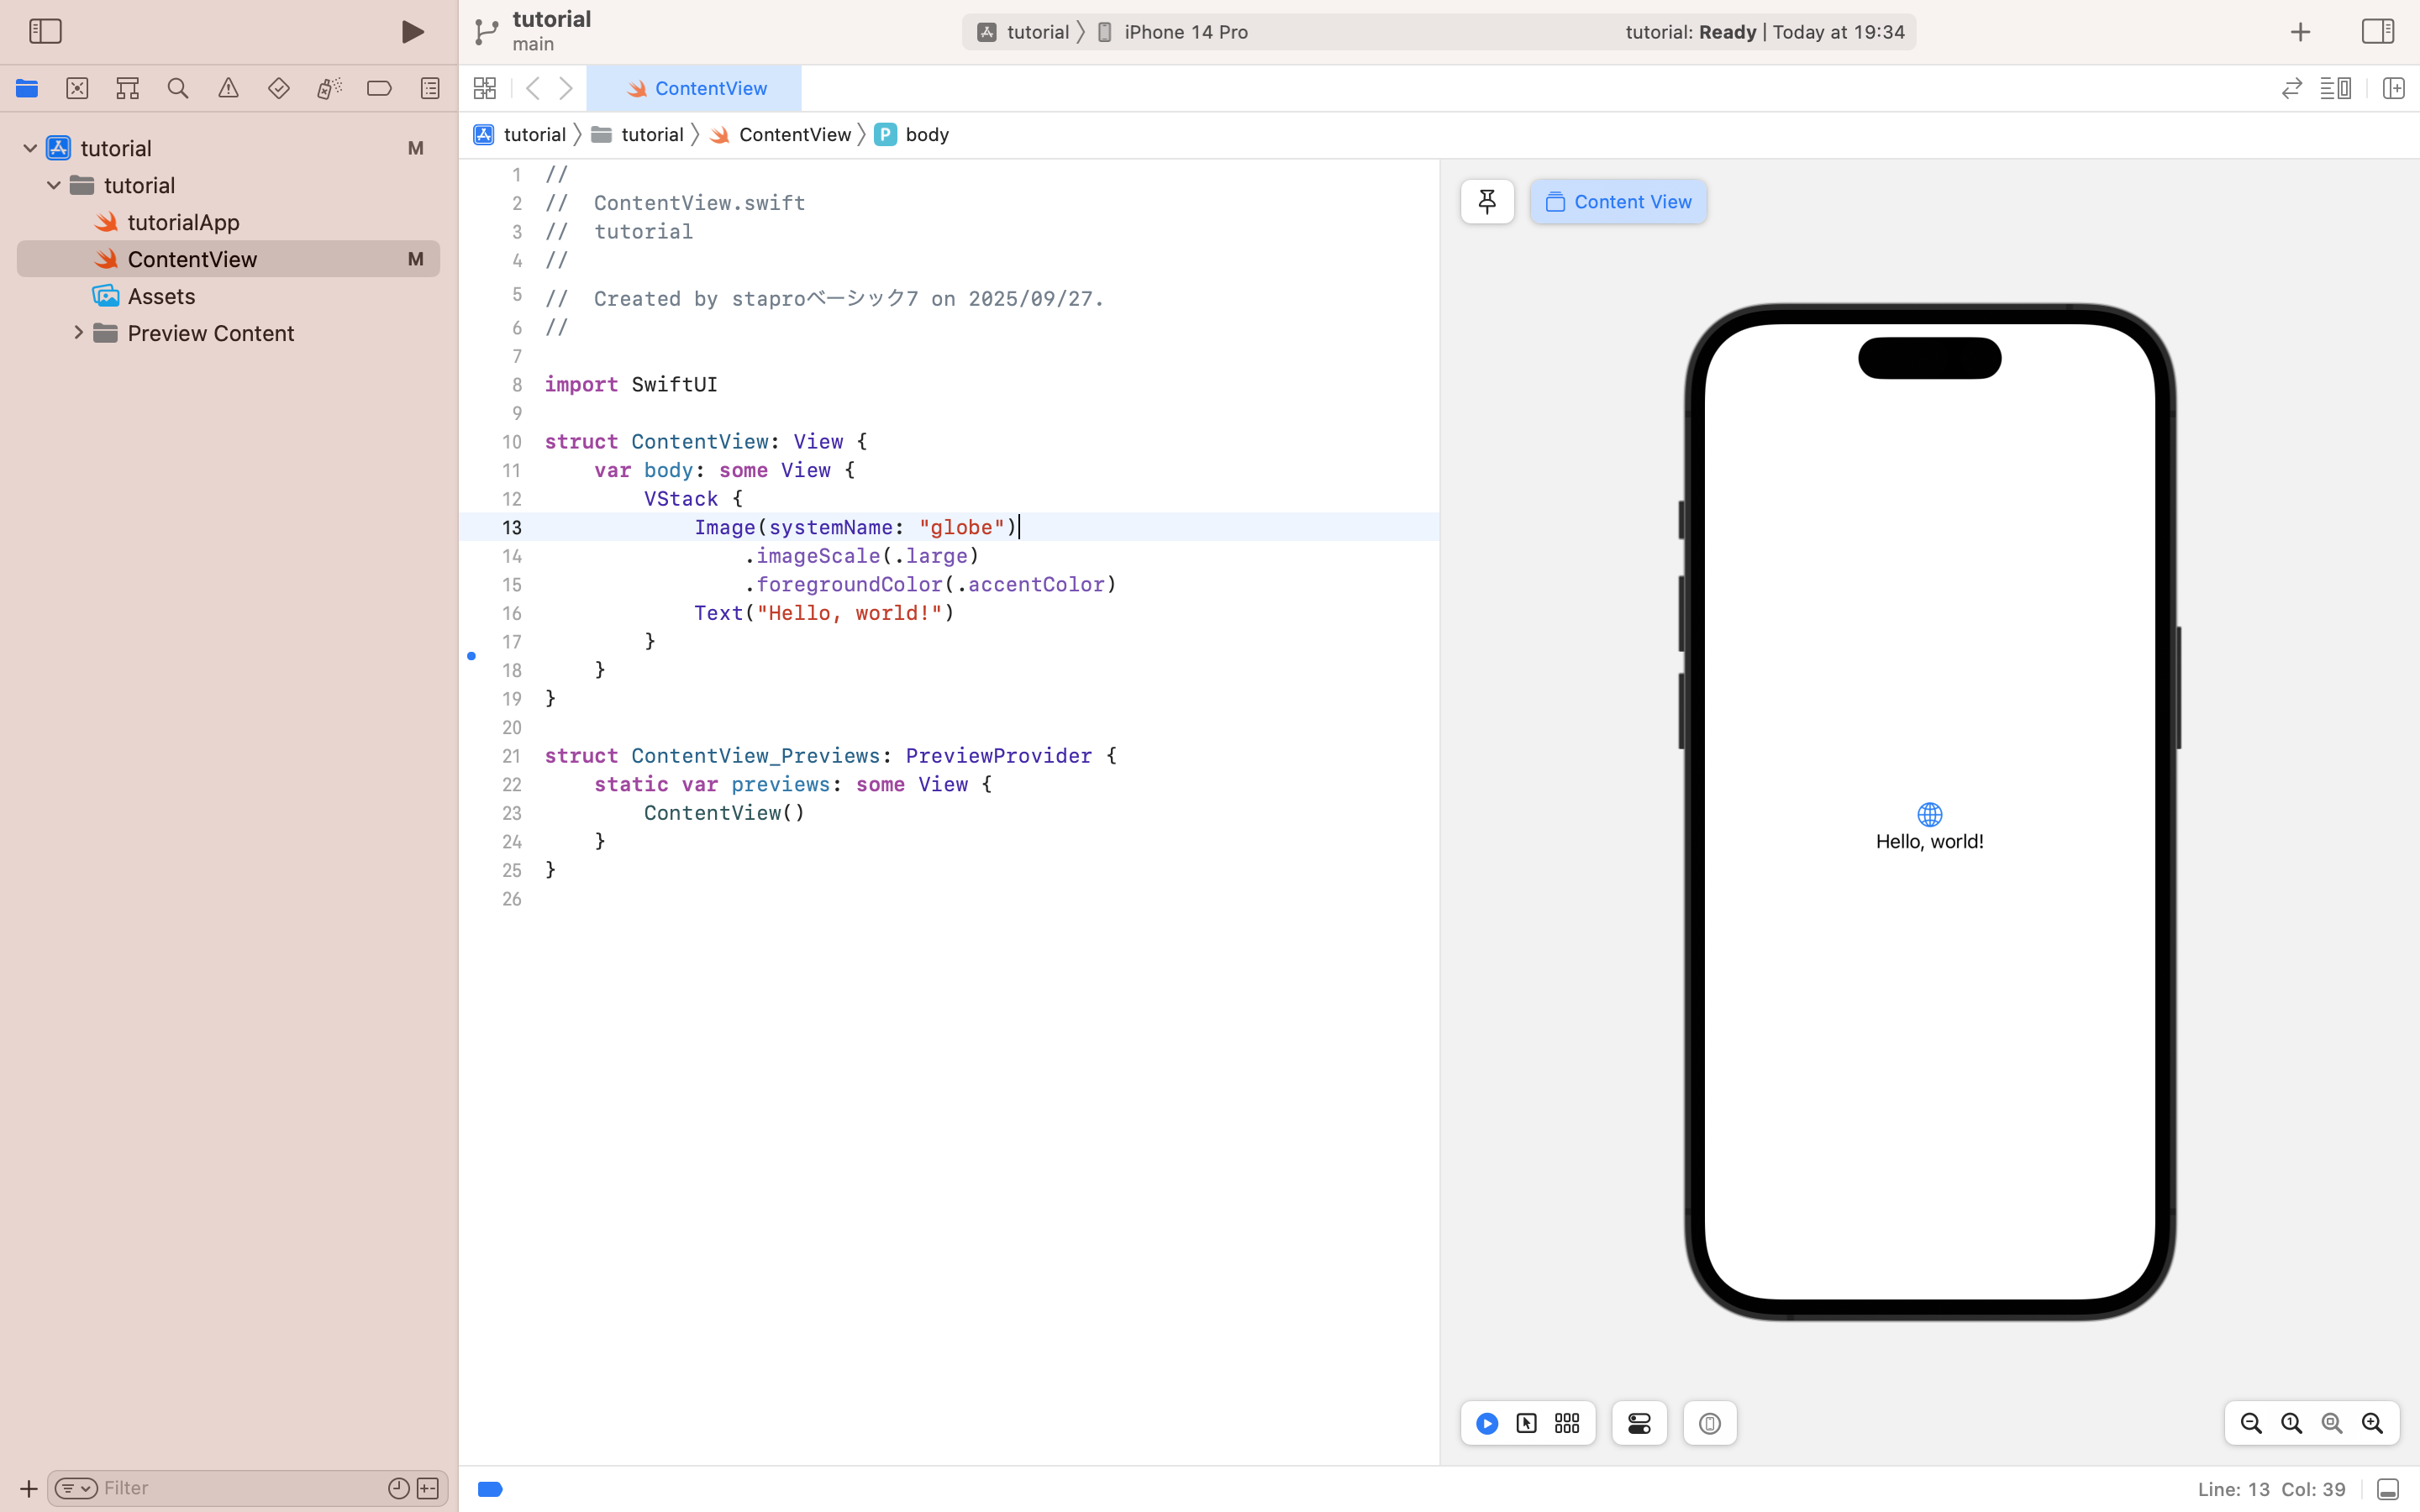 tutorial
main
tutorial
iPhone 14 Pro
tutorial: Ready | Today at 19:34
ContentView
tutorial
tutorial
ContentView
P
body
tutorial
M
tutorial
tutorialApp
ContentView
M
Assets
Preview Content
1 //
2 //  ContentView.swift
3 //  tutorial
4 //
5 //  Created by staproベーシック7 on 2025/09/27.
6 //
7
8 import SwiftUI
9
10 struct ContentView: View {
11     var body: some View {
12         VStack {
13             Image(systemName: "globe")
14                 .imageScale(.large)
15                 .foregroundColor(.accentColor)
16             Text("Hello, world!")
17         }
18     }
19 }
20
21 struct ContentView_Previews: PreviewProvider {
22     static var previews: some View {
23         ContentView()
24     }
25 }
26
Content View
Hello, world!
Filter
Line: 13  Col: 39